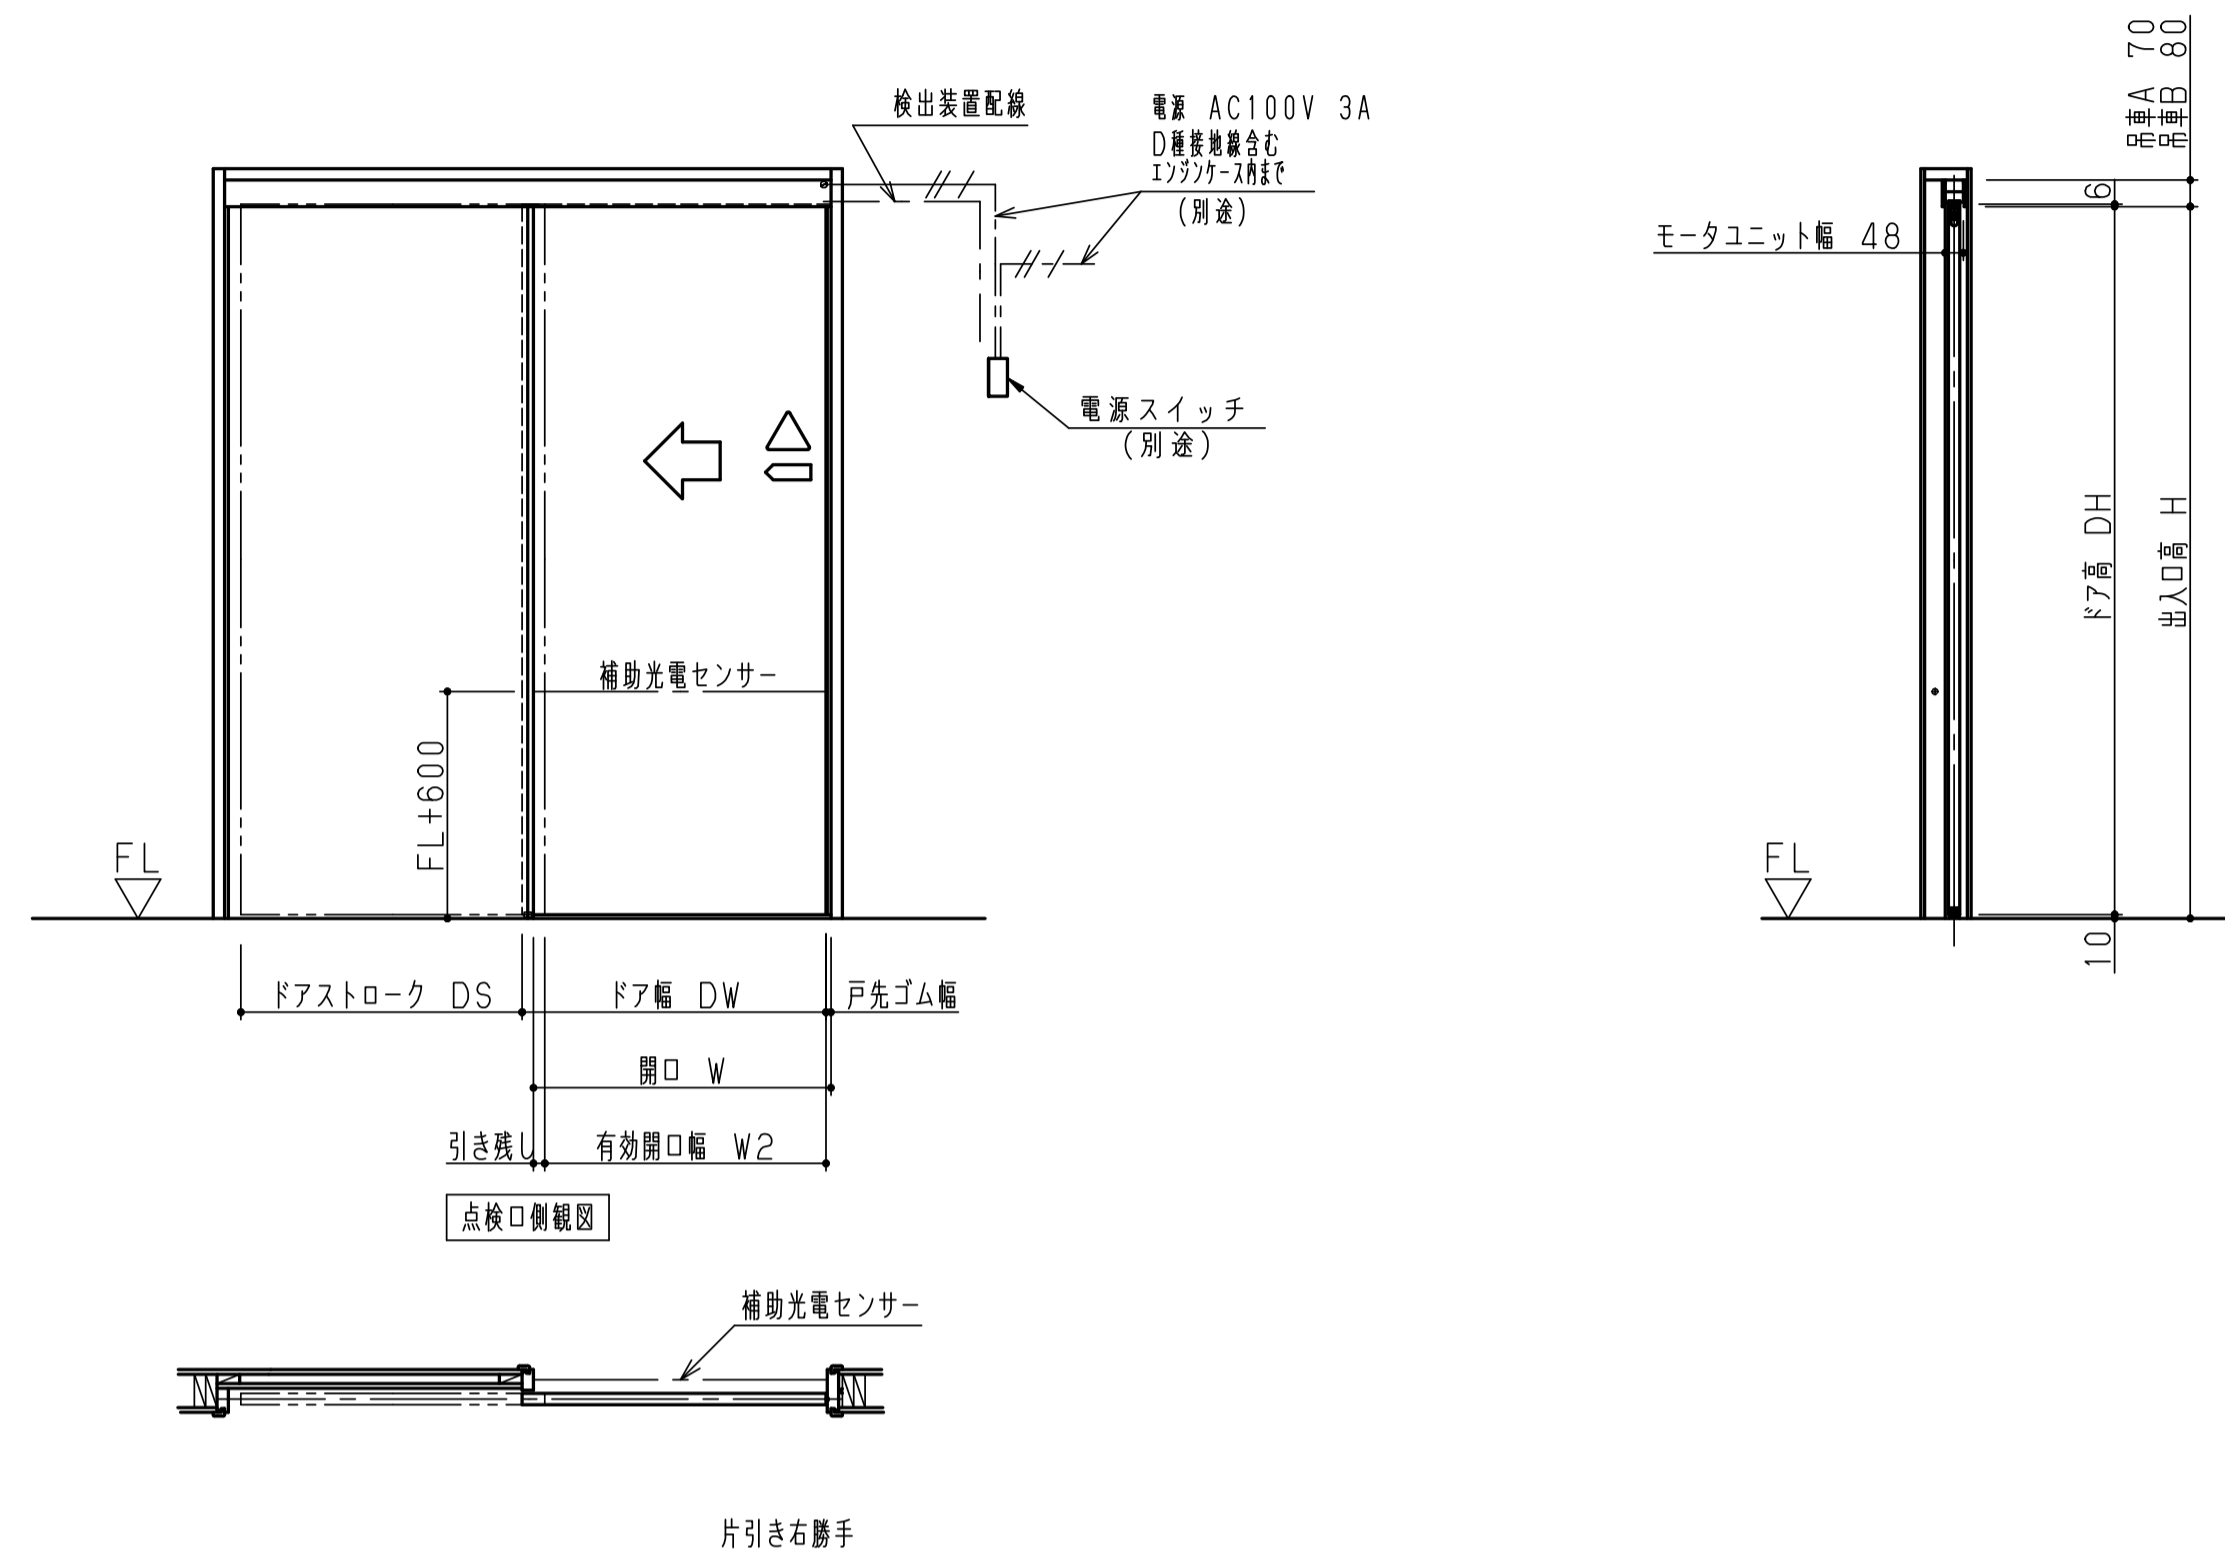 検出装置配線
電源 AC100V 3A
D種接地線含む
エンジンケース内まで
(別途)
電源スイッチ
(別途)
補助光電センサー
FL+600
FL
ドアストローク DS
ドア幅 DW
戸先ゴム幅
開口 W
引き残し
有効開口幅 W2
点検口側観図
補助光電センサー
片引き右勝手
吊車A 70
吊車B 80
6
モータユニット幅 48
ドア高 DH
出入口高 H
FL
10